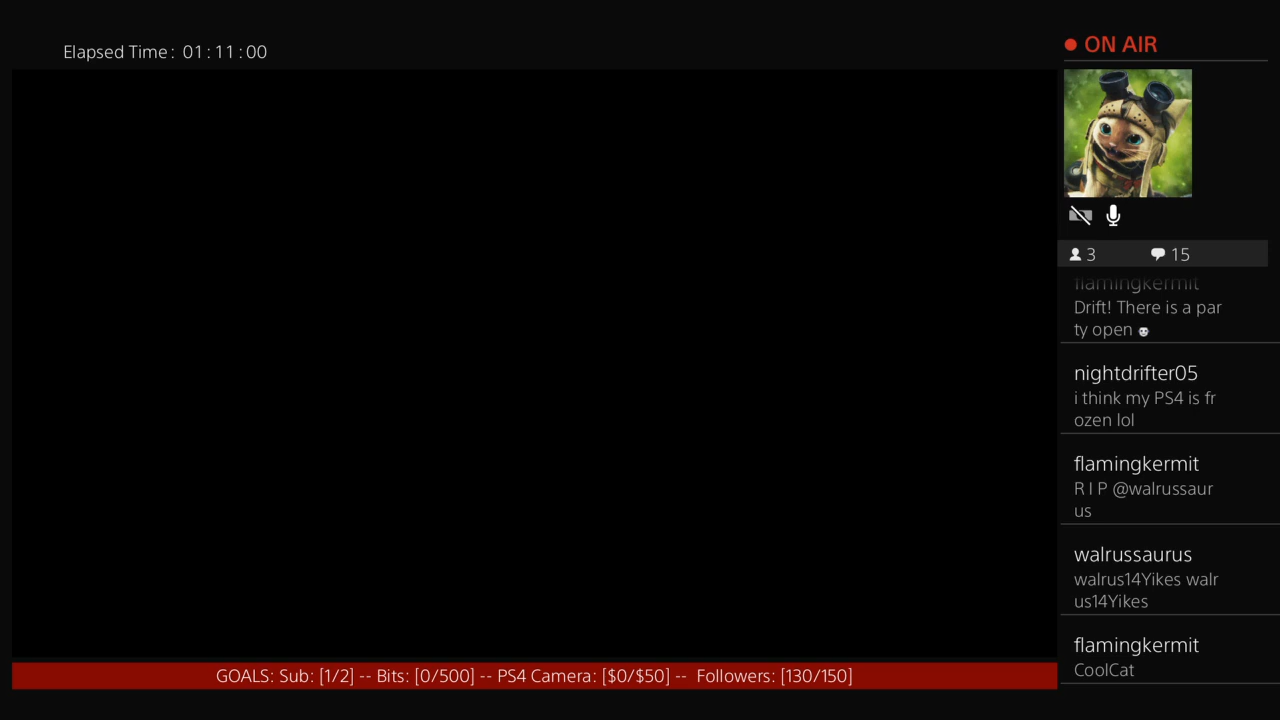 Elapsed Time: 01:11:00
ON AIR
3 15
flamingkermit
Drift! There is a par
ty open
nightdrifter05
i think my PS4 is fr
ozen lol
flamingkermit
R I P @walrussaur
us
walrussaurus
walrus14Yikes walr
us14Yikes
flamingkermit
CoolCat
GOALS: Sub: [1/2] -- Bits: [0/500] -- PS4 Camera: [$0/$50] -- Followers: [130/150]